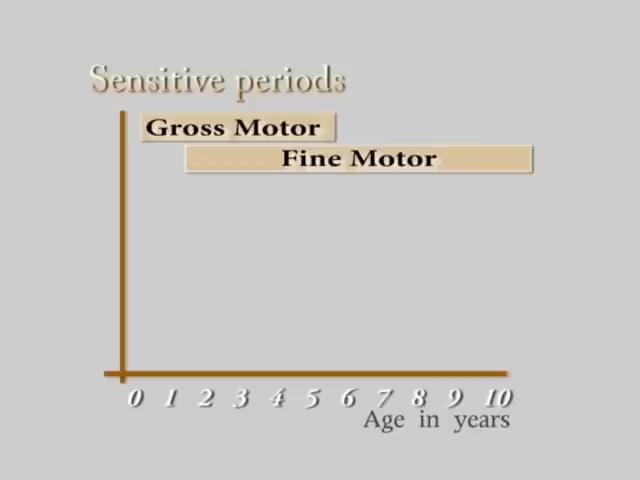 Sensitive periods
Gross Motor
Fine Motor
0 1 2 3 4 5 6 7 8 9 10
Age in years